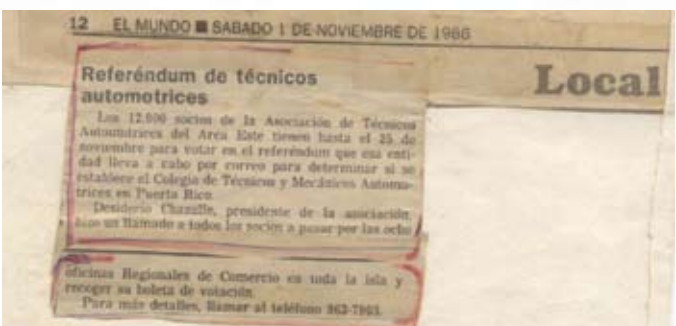 12 EL MUNDO ■ SABADO 1 DE NOVIEMBRE DE 1986
Local
Referéndum de técnicos
automotrices
Los 12,000 socios de la Asociación de Técnicos
Automotrices del Area Este tienen hasta el 25 de
noviembre para votar en el referéndum que esa enti-
dad lleva a cabo por correo para determinar si se
establece el Colegio de Técnicos y Mecánicos Automo-
trices en Puerto Rico.
Desiderio, presidente de la asociación,
hizo un llamado a todos los socios a pasar por las ocho
oficinas Regionales de Comercio en toda la isla y
recoger su boleta de votación.
Para más detalles, llamar al teléfono